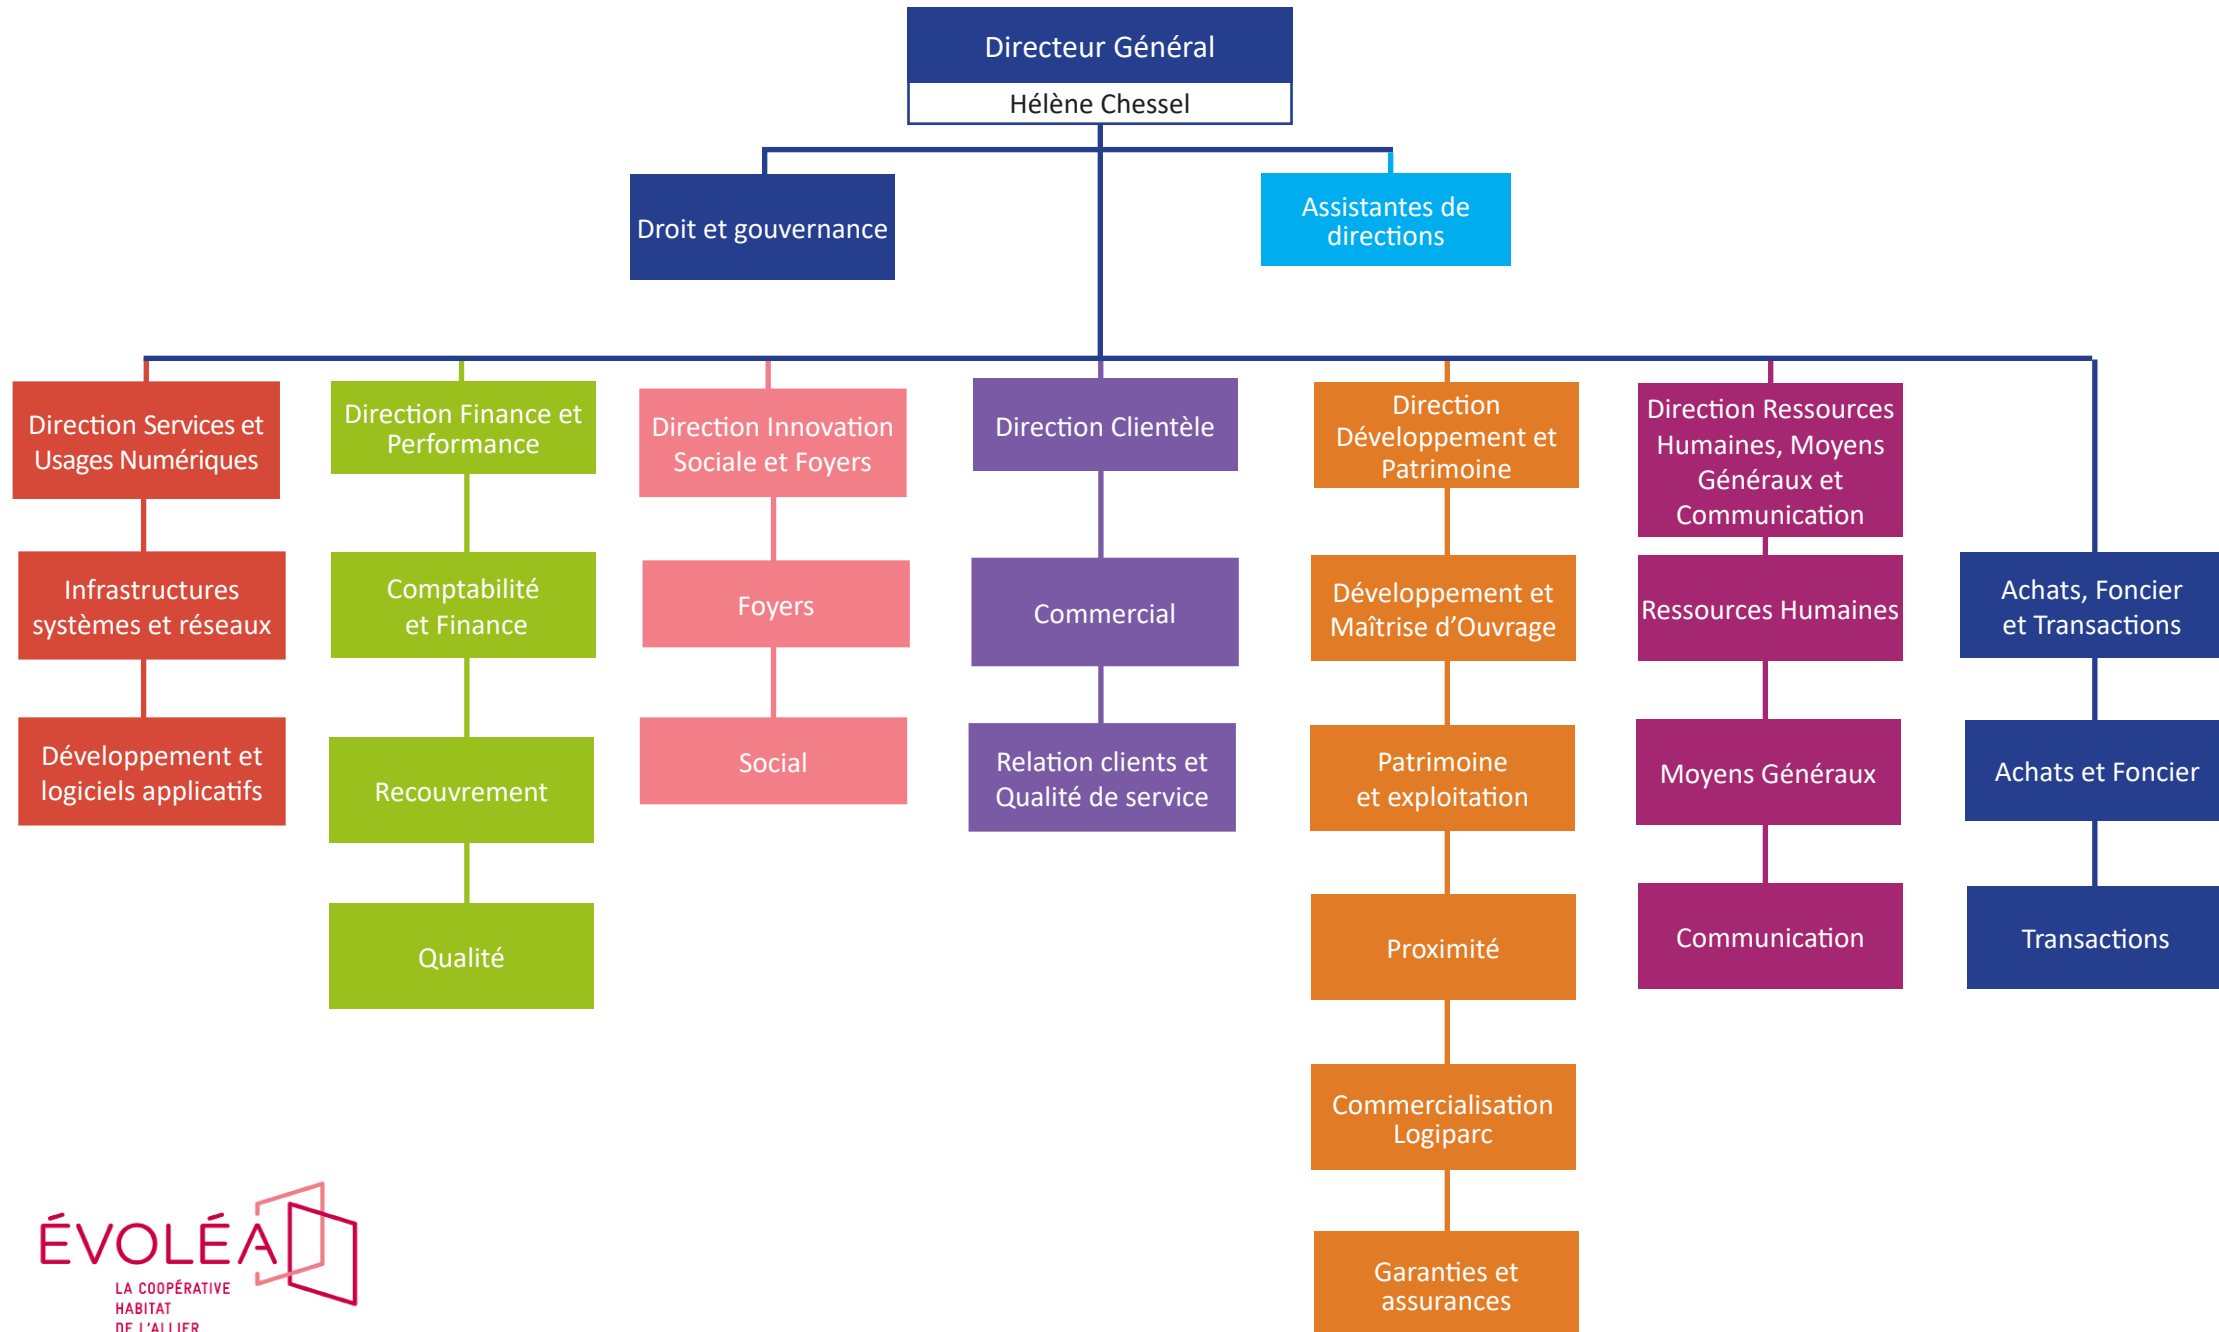 Directeur Général
Hélène Chessel
Droit et gouvernance
Assistantes de
directions
Direction Services et
Usages Numériques
Infrastructures
systèmes et réseaux
Développement et
logiciels applicatifs
Direction Finance et
Performance
Comptabilité
et Finance
Recouvrement
Qualité
Direction Innovation
Sociale et Foyers
Foyers
Social
Direction Clientèle
Commercial
Relation clients et
Qualité de service
Direction
Développement et
Patrimoine
Développement et
Maîtrise d’Ouvrage
Patrimoine
et exploitation
Proximité
Commercialisation
Logiparc
Garanties et
assurances
Direction Ressources
Humaines, Moyens
Généraux et
Communication
Ressources Humaines
Moyens Généraux
Communication
Achats, Foncier
et Transactions
Achats et Foncier
Transactions
ÉVOLÉA
LA COOPÉRATIVE
HABITAT
DE L'ALLIER